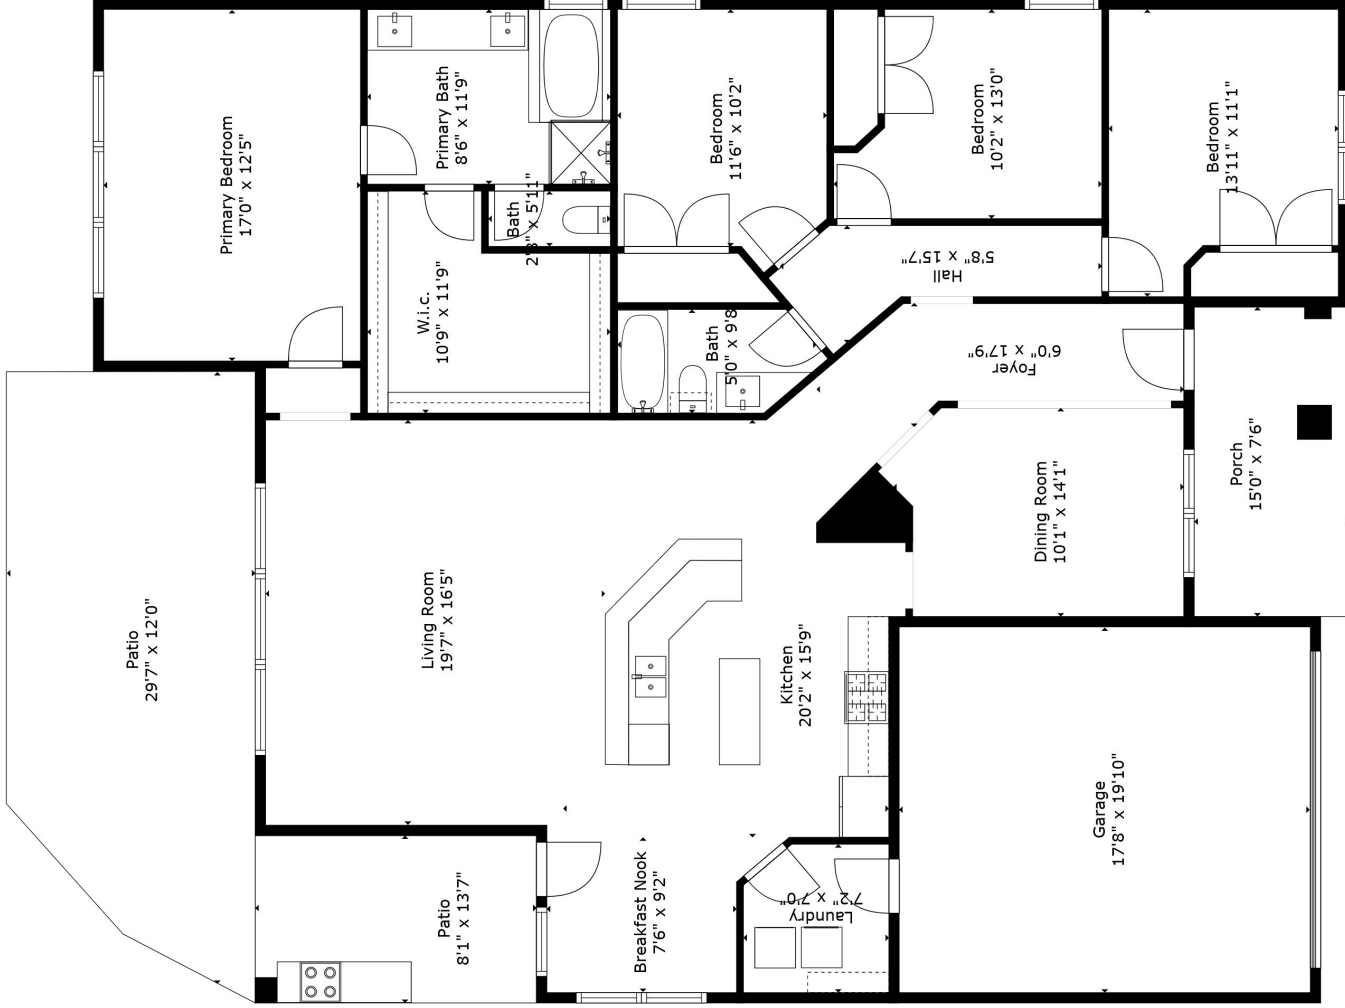 Primary Bedroom
17'0" x 12'5"
Primary Bath
8'6" x 11'9"
Bedroom
11'6" x 10'2"
Bedroom
10'2" x 13'0"
Bedroom
13'11" x 11'1"
Bath
2'8" x 5'11"
W.i.c.
10'9" x 11'9"
Hall
5'8" x 15'7"
Bath
5'0" x 9'8
Foyer
6'0" x 17'9"
Porch
15'0" x 7'6"
Dining Room
10'1" x 14'1"
Patio
29'7" x 12'0"
Living Room
19'7" x 16'5"
Kitchen
20'2" x 15'9"
Garage
17'8" x 19'10"
Patio
8'1" x 13'7"
Breakfast Nook
7'6" x 9'2"
Laundry
7'2" x 7'0"